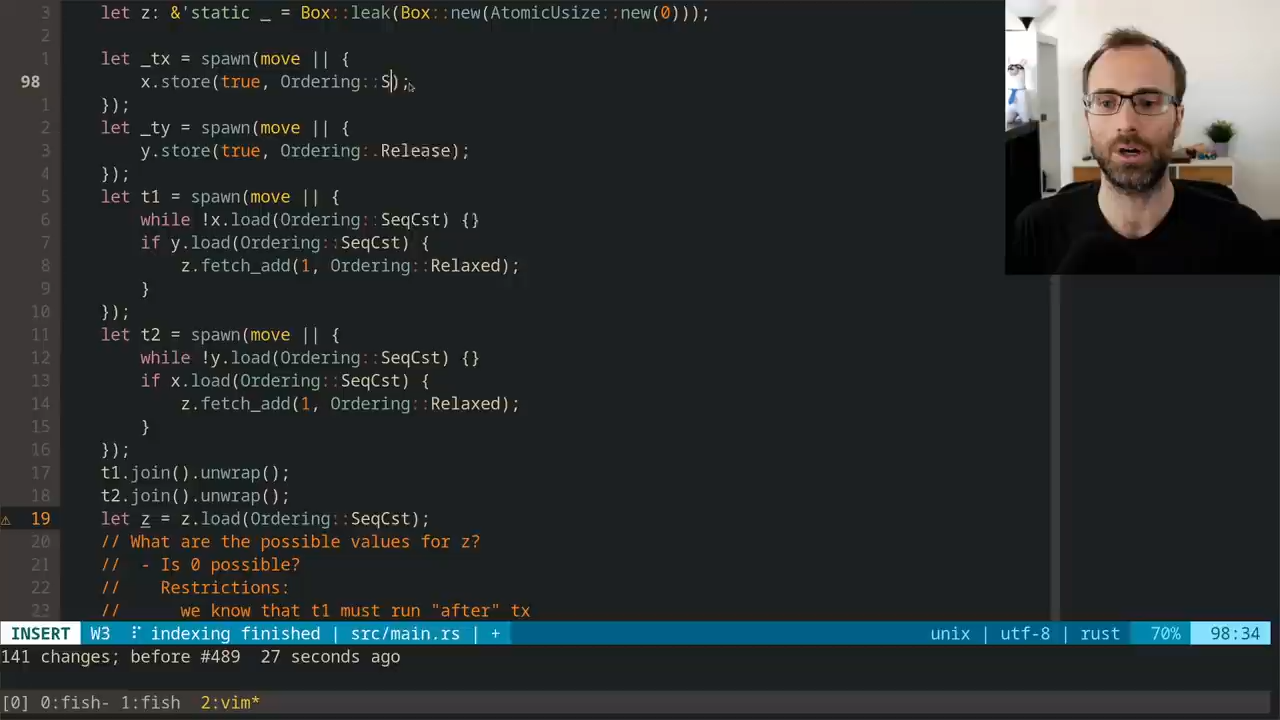 3 let z: &'static _ = Box::leak(Box::new(AtomicUsize::new(0)));
2
1 let _tx = spawn(move || {
98 x.store(true, Ordering::S);
1 });
2 let _ty = spawn(move || {
3 y.store(true, Ordering::Release);
4 });
5 let t1 = spawn(move || {
6 while !x.load(Ordering::SeqCst) {}
7 if y.load(Ordering::SeqCst) {
8 z.fetch_add(1, Ordering::Relaxed);
9 }
10 });
11 let t2 = spawn(move || {
12 while !y.load(Ordering::SeqCst) {}
13 if x.load(Ordering::SeqCst) {
14 z.fetch_add(1, Ordering::Relaxed);
15 }
16 });
17 t1.join().unwrap();
18 t2.join().unwrap();
⚠ 19 let z = z.load(Ordering::SeqCst);
20 // What are the possible values for z?
21 // - Is 0 possible?
22 // Restrictions:
23 // we know that t1 must run "after" tx
INSERT W3 ⠏ indexing finished | src/main.rs | + unix | utf-8 | rust 70% 98:34
141 changes; before #489 27 seconds ago
[0] 0:fish- 1:fish 2:vim*